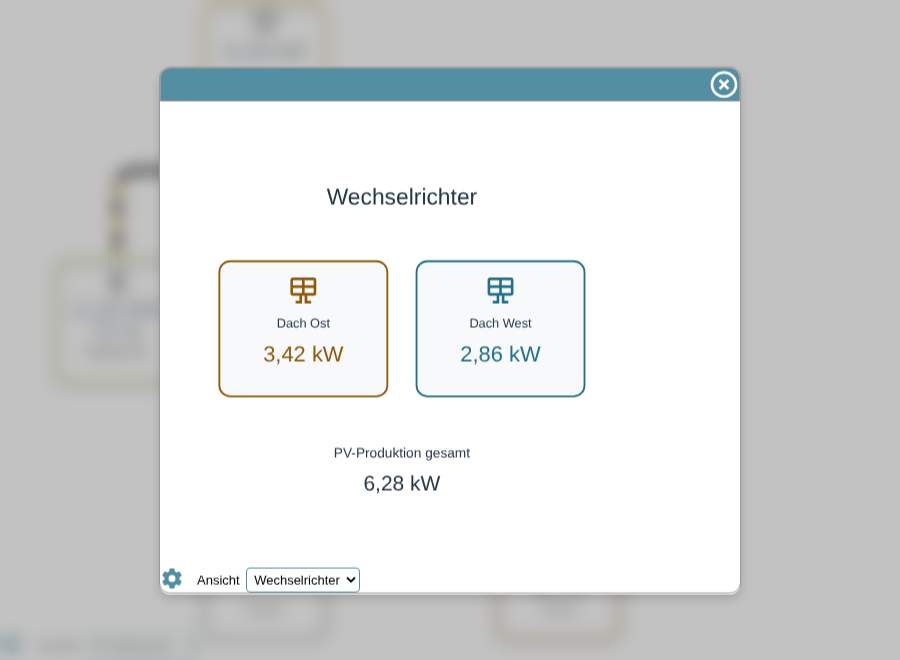 Wechselrichter
Dach Ost
3,42 kW
Dach West
2,86 kW
PV-Produktion gesamt
6,28 kW
Ansicht Wechselrichter